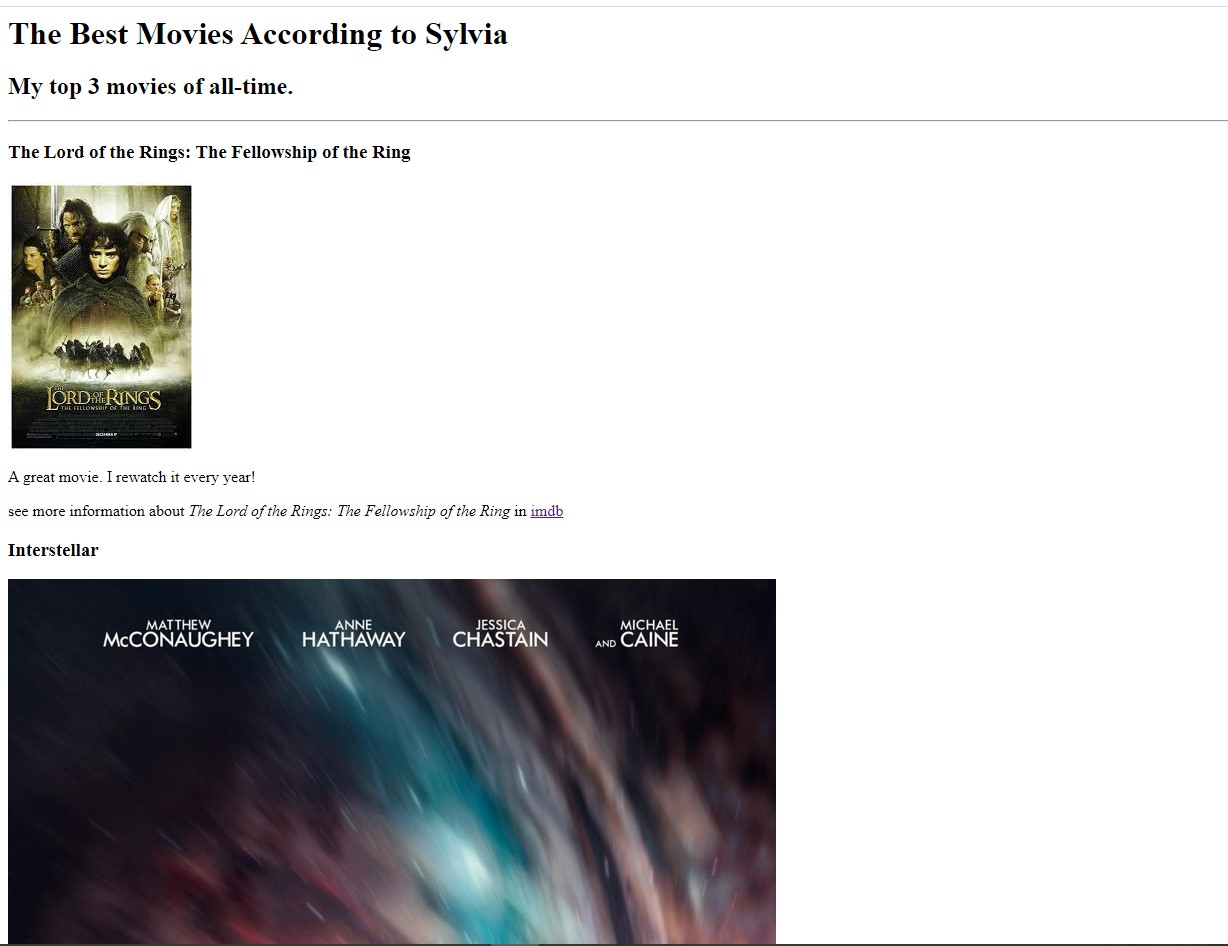 The Best Movies According to Sylvia
My top 3 movies of all-time.
The Lord of the Rings: The Fellowship of the Ring
THE
LORD OF THE RINGS
THE FELLOWSHIP OF THE RING
DECEMBER 19
A great movie. I rewatch it every year!
see more information about The Lord of the Rings: The Fellowship of the Ring in imdb
Interstellar
MATTHEW McCONAUGHEY
ANNE HATHAWAY
JESSICA CHASTAIN
AND MICHAEL CAINE